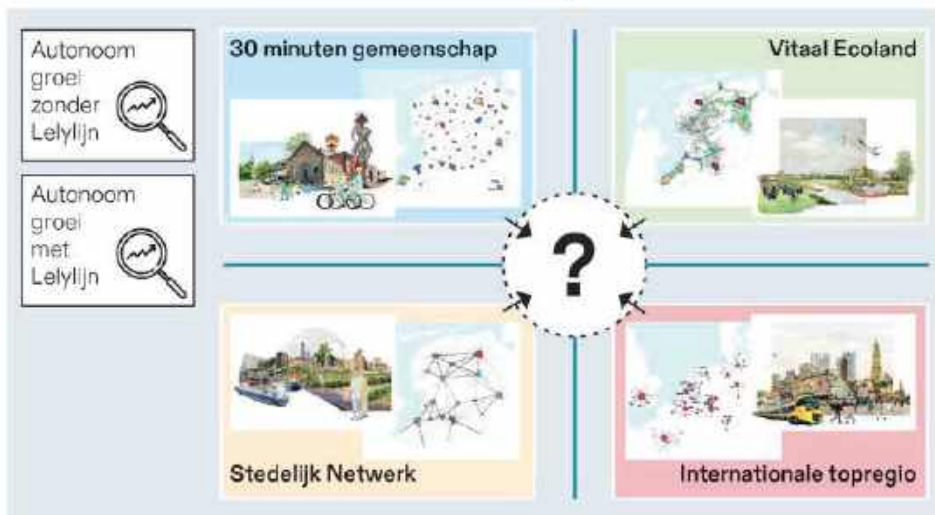 Autonoom
groei
zonder
Lelylijn
Autonoom
groei
met
Lelylijn
30 minuten gemeenschap
Vitaal Ecoland
?
Stedelijk Netwerk
Internationale topregio